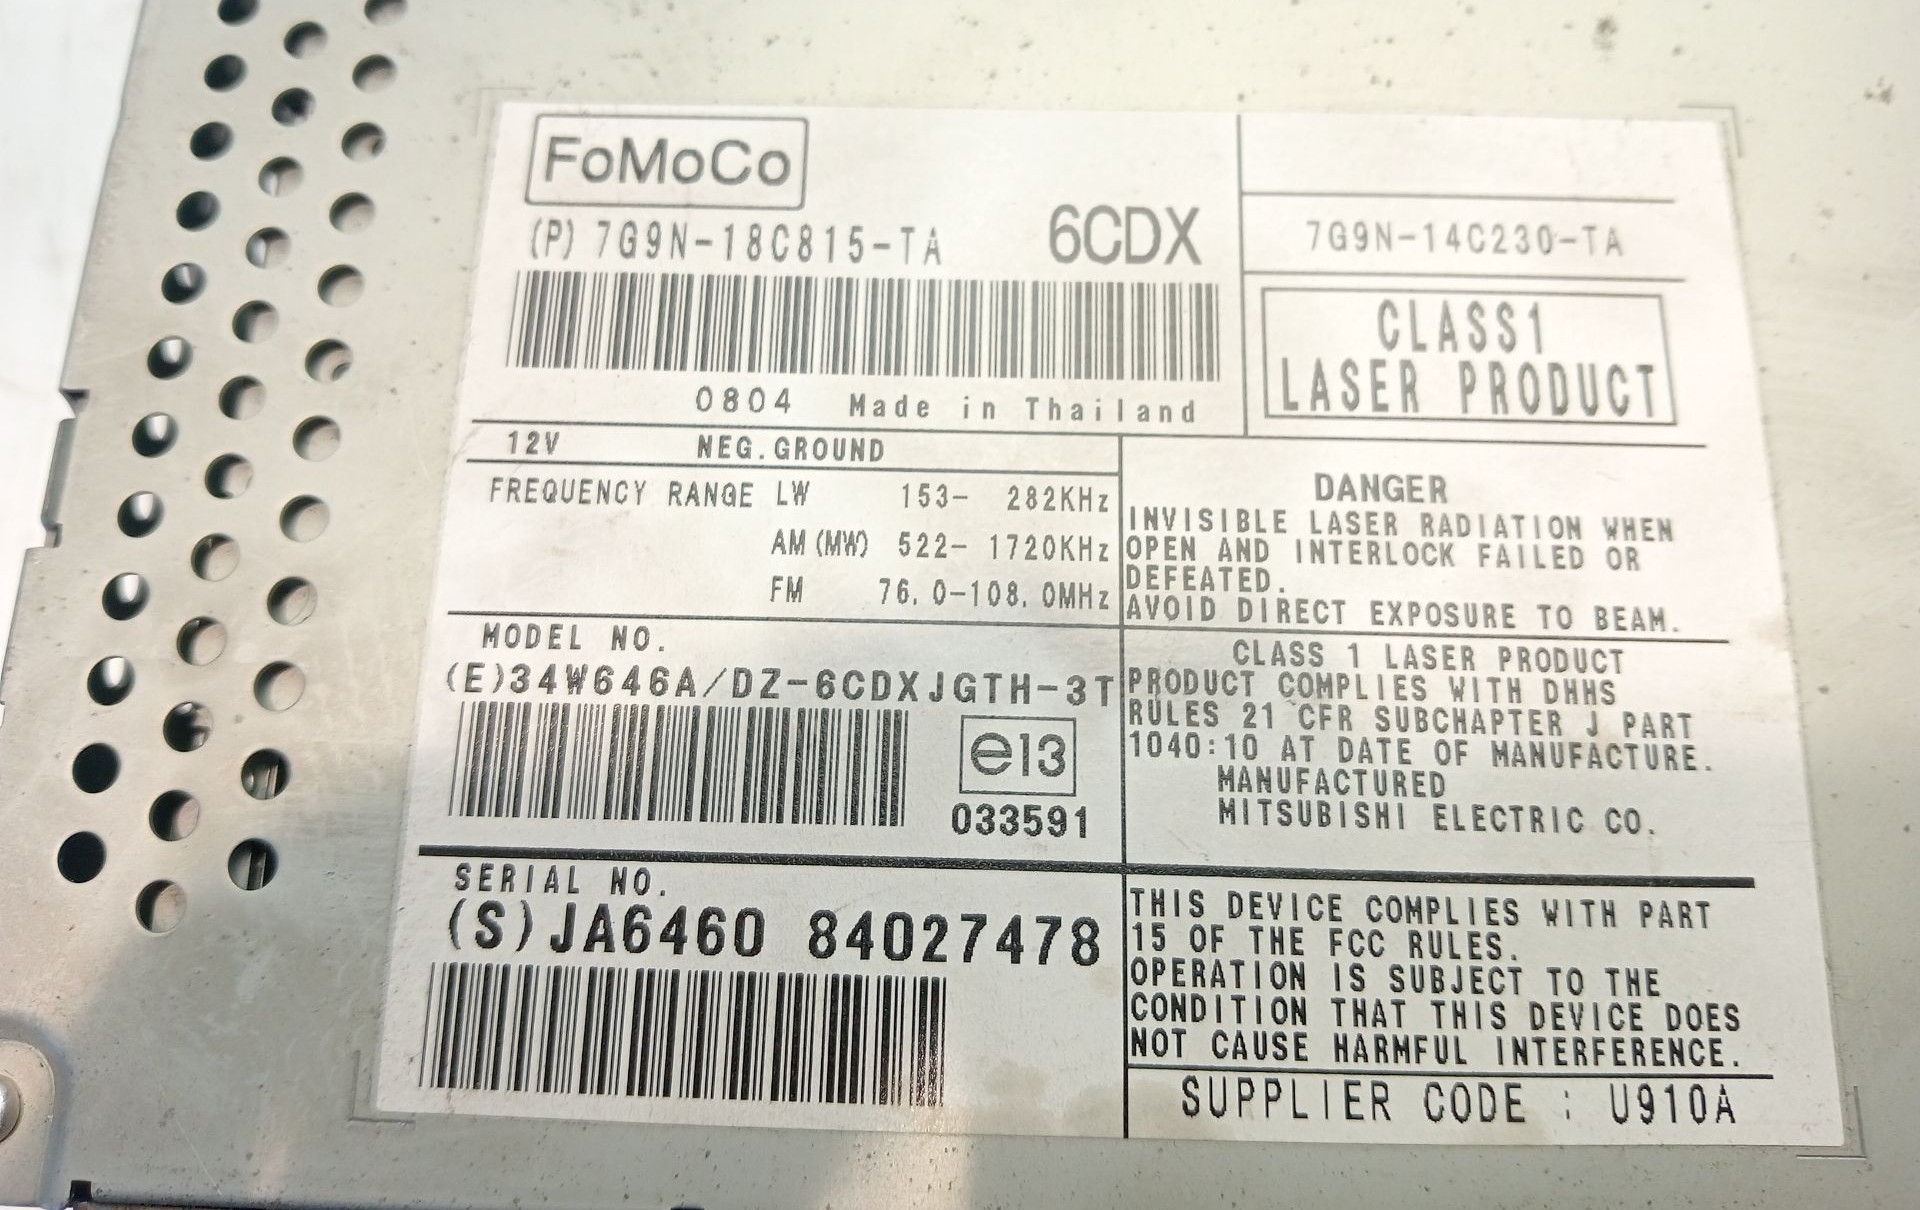 FoMoCo
(P) 7G9N-18C815-TA 6CDX
0804 Made in Thailand
7G9N-14C230-TA
CLASS1
LASER PRODUCT
12V NEG.GROUND
FREQUENCY RANGE LW 153- 282KHz
AM(MW) 522- 1720KHz
FM 76.0-108.0MHz
DANGER
INVISIBLE LASER RADIATION WHEN
OPEN AND INTERLOCK FAILED OR
DEFEATED.
AVOID DIRECT EXPOSURE TO BEAM.
MODEL NO.
(E)34W646A/DZ-6CDXJGTH-3T
e13
033591
CLASS 1 LASER PRODUCT
PRODUCT COMPLIES WITH DHHS
RULES 21 CFR SUBCHAPTER J PART
1040:10 AT DATE OF MANUFACTURE.
MANUFACTURED
MITSUBISHI ELECTRIC CO.
SERIAL NO.
(S)JA6460 84027478
THIS DEVICE COMPLIES WITH PART
15 OF THE FCC RULES.
OPERATION IS SUBJECT TO THE
CONDITION THAT THIS DEVICE DOES
NOT CAUSE HARMFUL INTERFERENCE.
SUPPLIER CODE : U910A